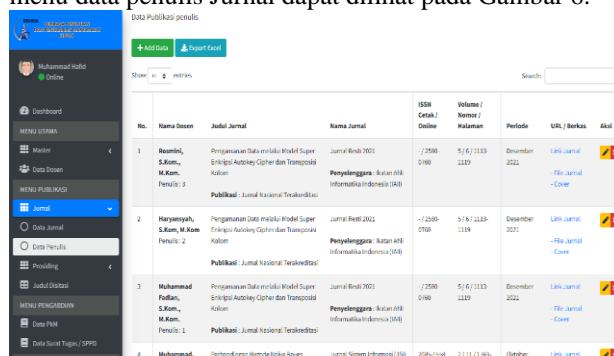 menu data penulis Jurnal dapat dilihat pada Gambar 6.
Data Publikasi penulis
Muhammad Hafid
Online
+ Add Data
Export Excel
Show
entries
Search:
Dashboard
MENU UTAMA
Master
Data Dosen
MENU PUBLIKASI
Jurnal
Data Jurnal
Data Penulis
Prosiding
Judul Disitasi
MENU PENGABDIAN
Data PkM
Data Surat Tugas / SPPD
No.
Nama Dosen
Judul Jurnal
Nama Jurnal
ISSN
Cetak /
Online
Volume /
Nomor /
Halaman
Periode
URL / Berkas
Aksi
1
Rosmini,
S.Kom.,
M.Kom.
Penulis : 3
Pengamanan Data melalui Model Super
Enkripsi Autokey Cipher dan Transposisi
Kolom
Publikasi : Jurnal Nasional Terakreditasi
Jurnal Resti 2021
Penyelenggara : Ikatan Ahli
Informatika Indonesia (IAII)
- / 2580-
0760
5 / 6 / 1113-
1119
Desember
2021
Link Jurnal
- File Jurnal
- Cover
2
Haryansyah,
S.Kom, M.Kom
Penulis : 2
Pengamanan Data melalui Model Super
Enkripsi Autokey Cipher dan Transposisi
Kolom
Publikasi : Jurnal Nasional Terakreditasi
Jurnal Resti 2021
Penyelenggara : Ikatan Ahli
Informatika Indonesia (IAII)
- / 2580-
0760
5 / 6 / 1113-
1119
Desember
2021
Link Jurnal
- File Jurnal
- Cover
3
Muhammad
Fadlan,
S.Kom.,
M.Kom.
Penulis : 1
Pengamanan Data melalui Model Super
Enkripsi Autokey Cipher dan Transposisi
Kolom
Publikasi : Jurnal Nasional Terakreditasi
Jurnal Resti 2021
Penyelenggara : Ikatan Ahli
Informatika Indonesia (IAII)
- / 2580-
0760
5 / 6 / 1113-
1119
Desember
2021
Link Jurnal
- File Jurnal
- Cover
4
Muhammad,
Perbandingan Metode Naive Bayes
Jurnal Sistem Informasi / JSI
Oktober
Link Jurnal